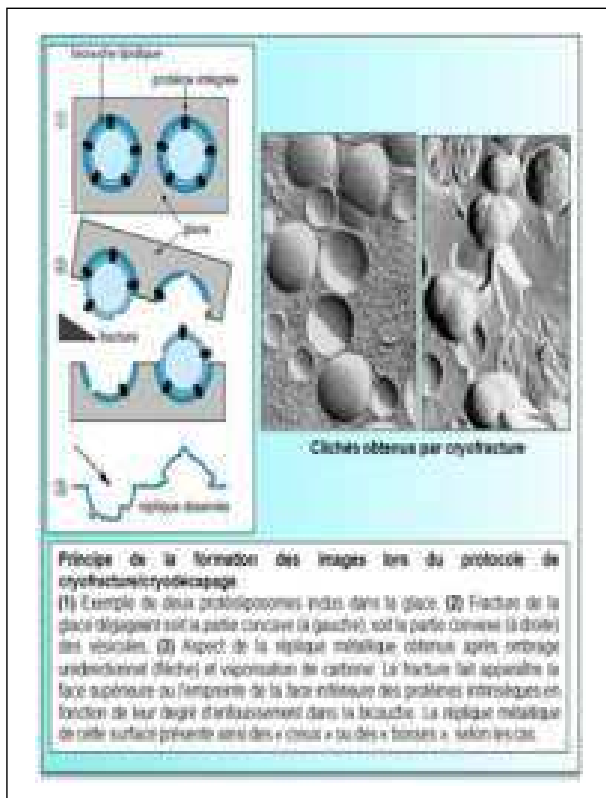 bicouche lipidique
protéine intégrée
(1)
glace
(2)
fracture
(3)
réplique observée
Clichés obtenus par cryofracture
Principe de la formation des images lors du protocole de
cryofracture/cryodécapage
(1) Exemple de deux protéoliposomes inclus dans la glace. (2) Fracture de la
glace dégageant soit la partie concave (à gauche), soit la partie convexe (à droite)
des vésicules. (3) Aspect de la réplique métallique obtenue après ombrage
unidirectionnel (flèche) et vaporisation de carbone. La fracture fait apparaître la
face supérieure ou l'empreinte de la face inférieure des protéines intrinsèques en
fonction de leur degré d'enfouissement dans la bicouche. La réplique métallique
de cette surface présente ainsi des « creux » ou des « bosses », selon les cas.